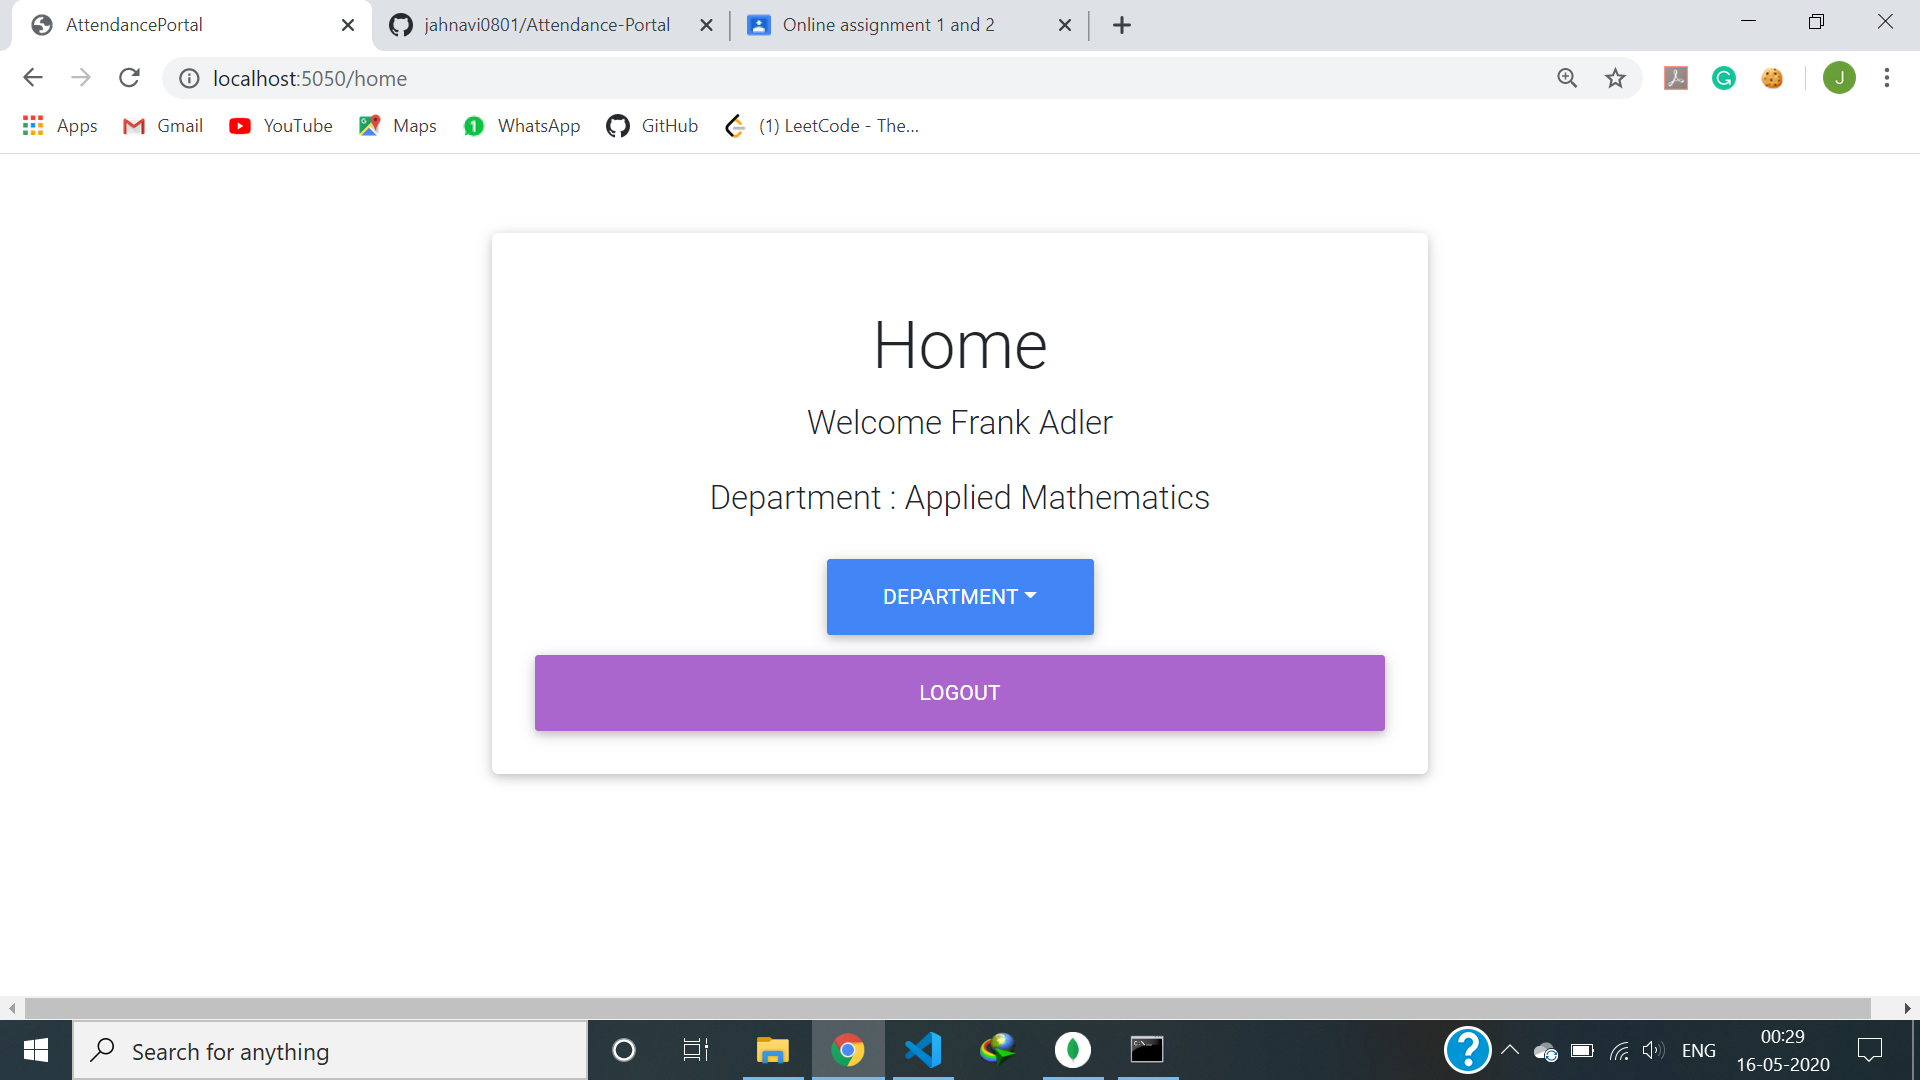 AttendancePortal
jahnavi0801/Attendance-Portal
Online assignment 1 and 2
localhost:5050/home
J
Apps
Gmail
YouTube
Maps
1
WhatsApp
GitHub
(1) LeetCode - The...
Home
Welcome Frank Adler
Department : Applied Mathematics
DEPARTMENT
LOGOUT
Search for anything
ENG
00:29
16-05-2020